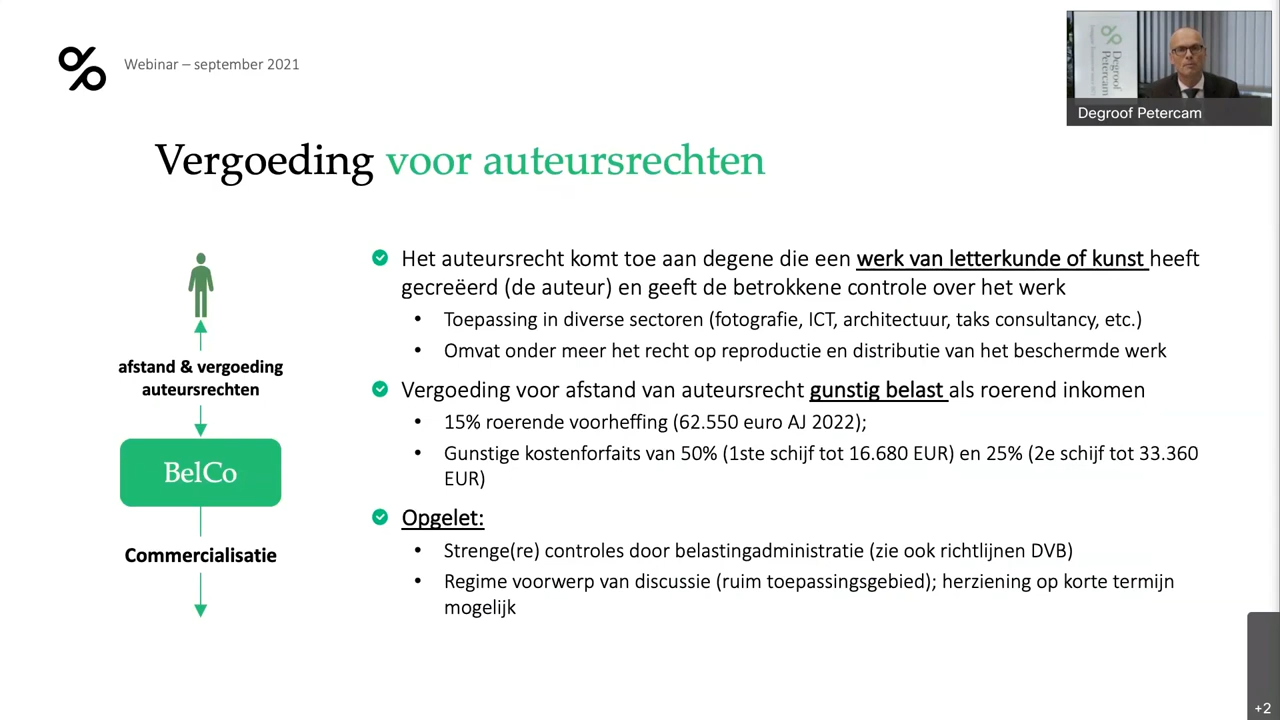 Webinar – september 2021
Degroof Petercam
Degroof
Petercam
Vergoeding voor auteursrechten
Het auteursrecht komt toe aan degene die een werk van letterkunde of kunst heeft
gecreëerd (de auteur) en geeft de betrokkene controle over het werk
• Toepassing in diverse sectoren (fotografie, ICT, architectuur, taks consultancy, etc.)
• Omvat onder meer het recht op reproductie en distributie van het beschermde werk
Vergoeding voor afstand van auteursrecht gunstig belast als roerend inkomen
• 15% roerende voorheffing (62.550 euro AJ 2022);
• Gunstige kostenforfaits van 50% (1ste schijf tot 16.680 EUR) en 25% (2e schijf tot 33.360
EUR)
Opgelet:
• Strenge(re) controles door belastingadministratie (zie ook richtlijnen DVB)
• Regime voorwerp van discussie (ruim toepassingsgebied); herziening op korte termijn
mogelijk
afstand & vergoeding
auteursrechten
BelCo
Commercialisatie
+2